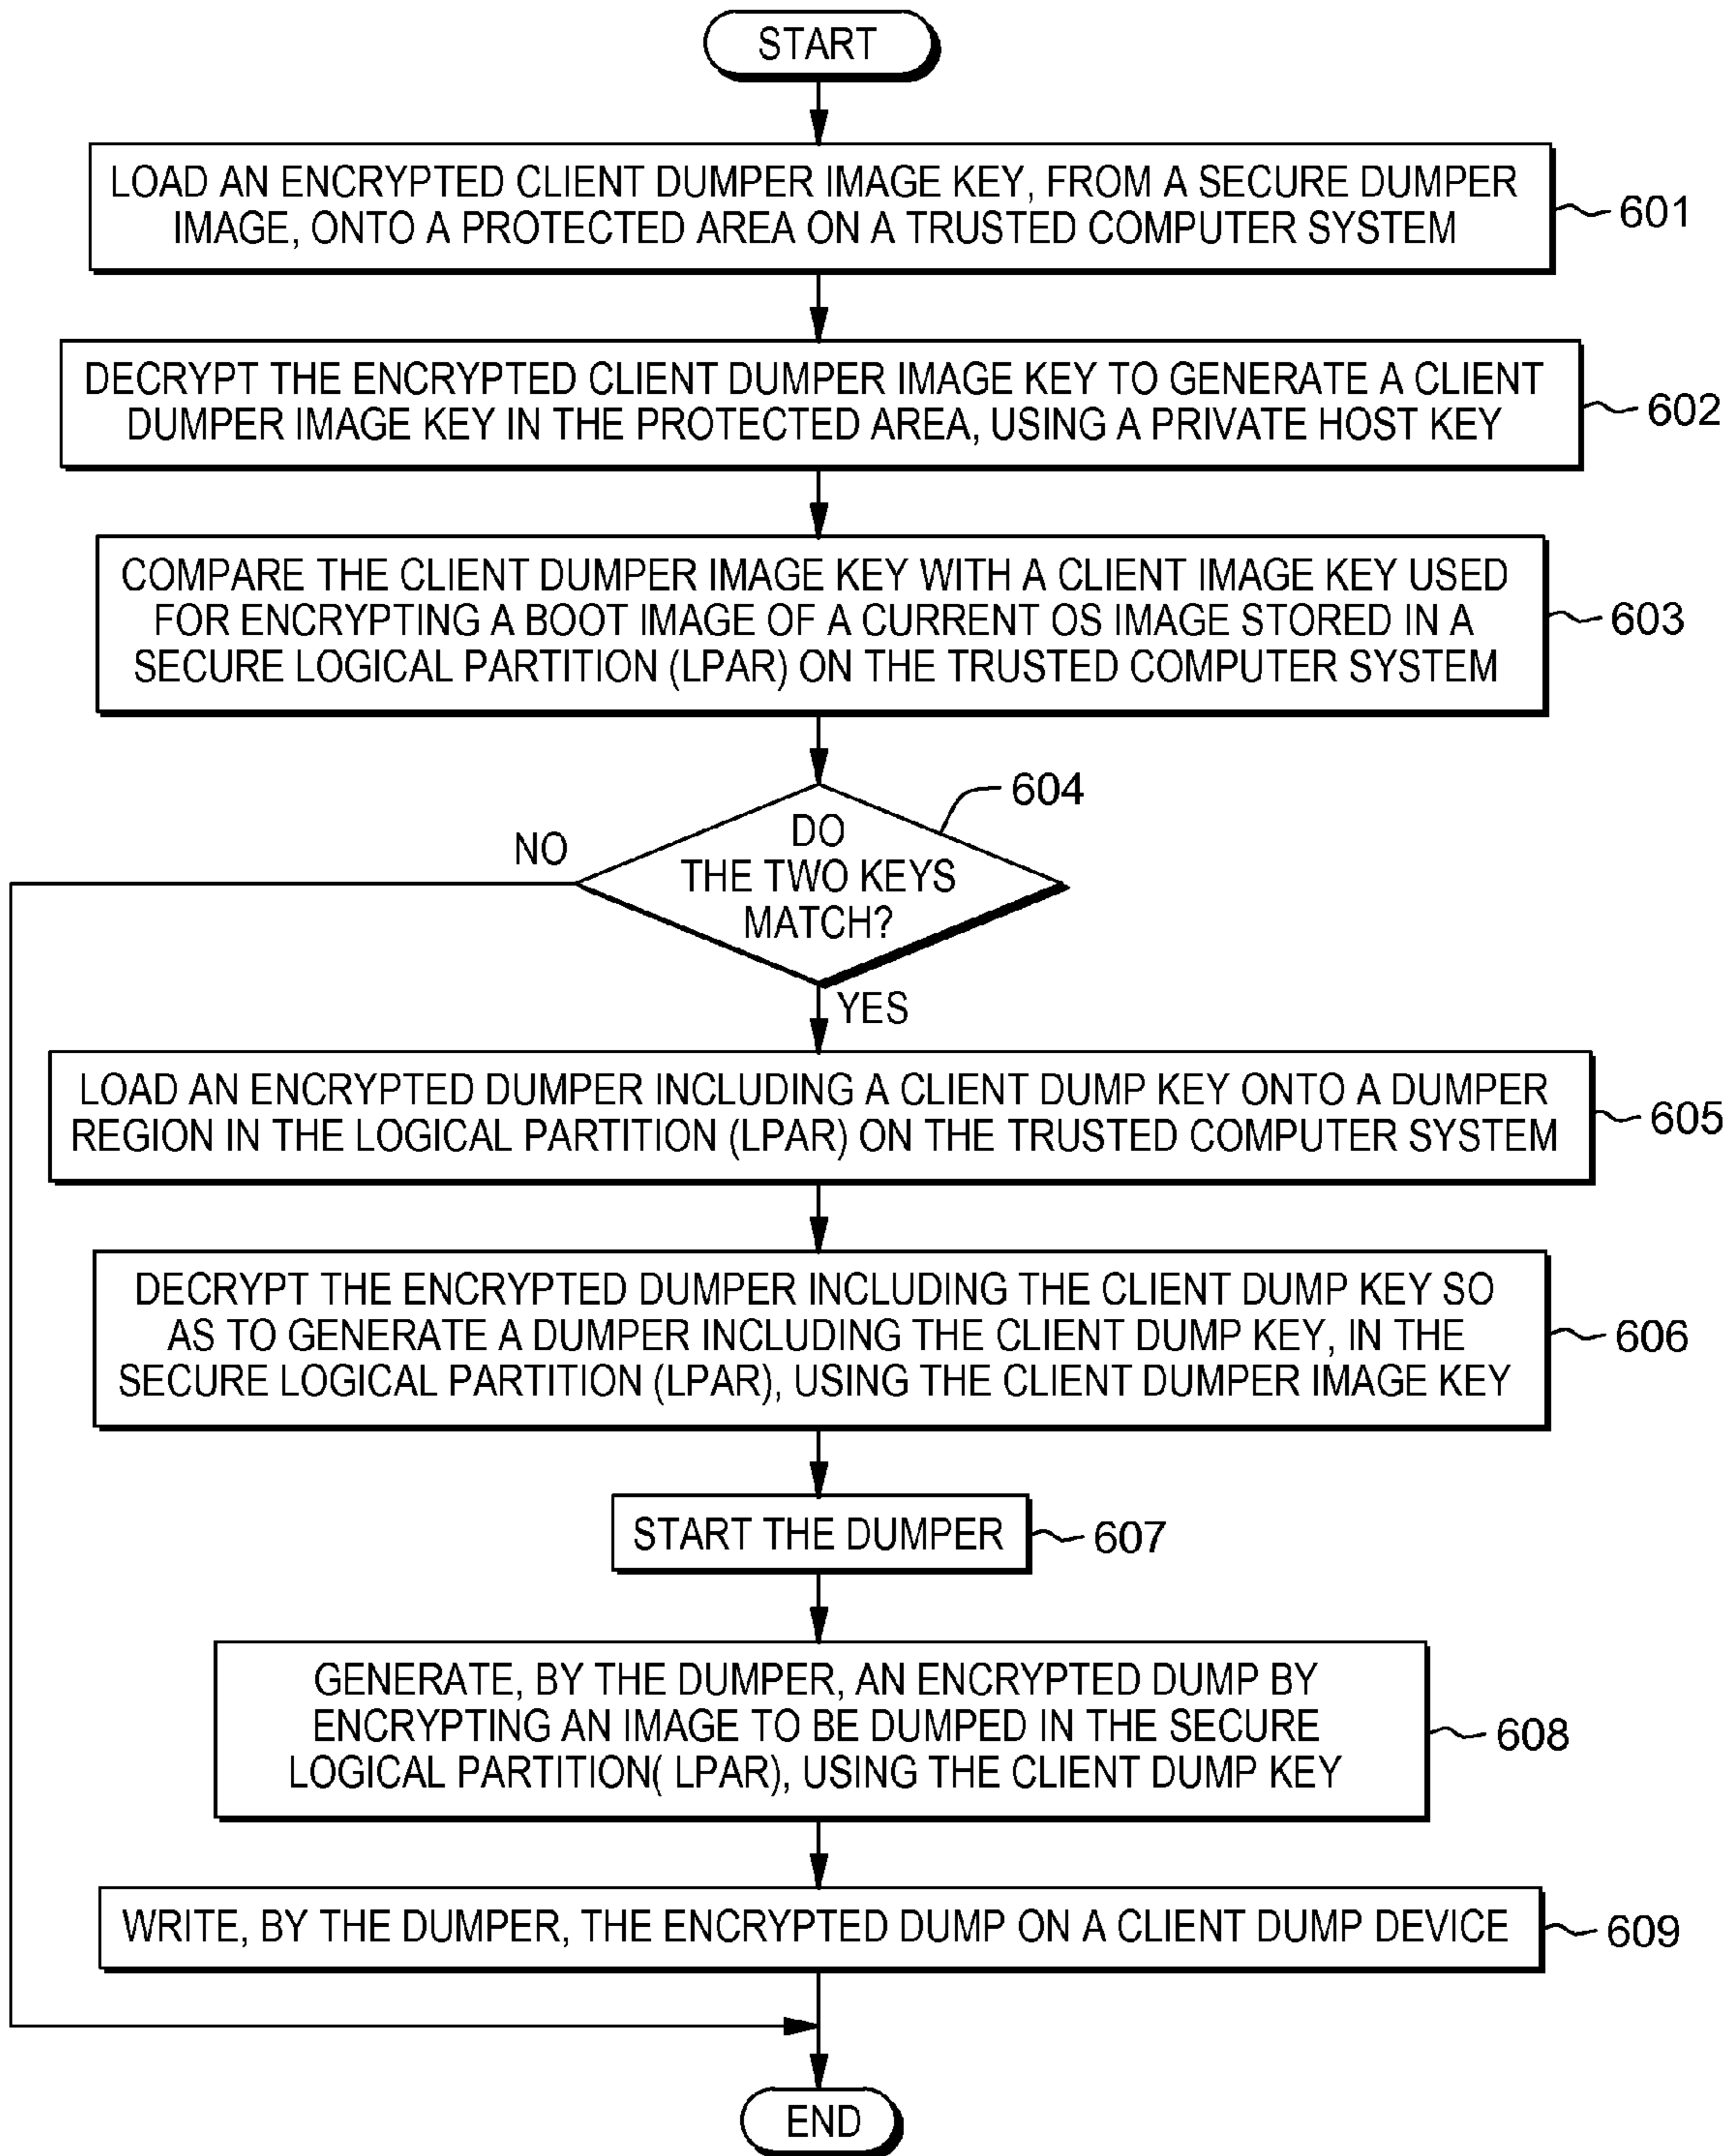 START
LOAD AN ENCRYPTED CLIENT DUMPER IMAGE KEY, FROM A SECURE DUMPER
IMAGE, ONTO A PROTECTED AREA ON A TRUSTED COMPUTER SYSTEM
601
DECRYPT THE ENCRYPTED CLIENT DUMPER IMAGE KEY TO GENERATE A CLIENT
DUMPER IMAGE KEY IN THE PROTECTED AREA, USING A PRIVATE HOST KEY
602
COMPARE THE CLIENT DUMPER IMAGE KEY WITH A CLIENT IMAGE KEY USED
FOR ENCRYPTING A BOOT IMAGE OF A CURRENT OS IMAGE STORED IN A
SECURE LOGICAL PARTITION (LPAR) ON THE TRUSTED COMPUTER SYSTEM
603
604
DO
THE TWO KEYS
MATCH?
NO
YES
LOAD AN ENCRYPTED DUMPER INCLUDING A CLIENT DUMP KEY ONTO A DUMPER
REGION IN THE LOGICAL PARTITION (LPAR) ON THE TRUSTED COMPUTER SYSTEM
605
DECRYPT THE ENCRYPTED DUMPER INCLUDING THE CLIENT DUMP KEY SO
AS TO GENERATE A DUMPER INCLUDING THE CLIENT DUMP KEY, IN THE
SECURE LOGICAL PARTITION (LPAR), USING THE CLIENT DUMPER IMAGE KEY
606
START THE DUMPER
607
GENERATE, BY THE DUMPER, AN ENCRYPTED DUMP BY
ENCRYPTING AN IMAGE TO BE DUMPED IN THE SECURE
LOGICAL PARTITION( LPAR), USING THE CLIENT DUMP KEY
608
WRITE, BY THE DUMPER, THE ENCRYPTED DUMP ON A CLIENT DUMP DEVICE
609
END